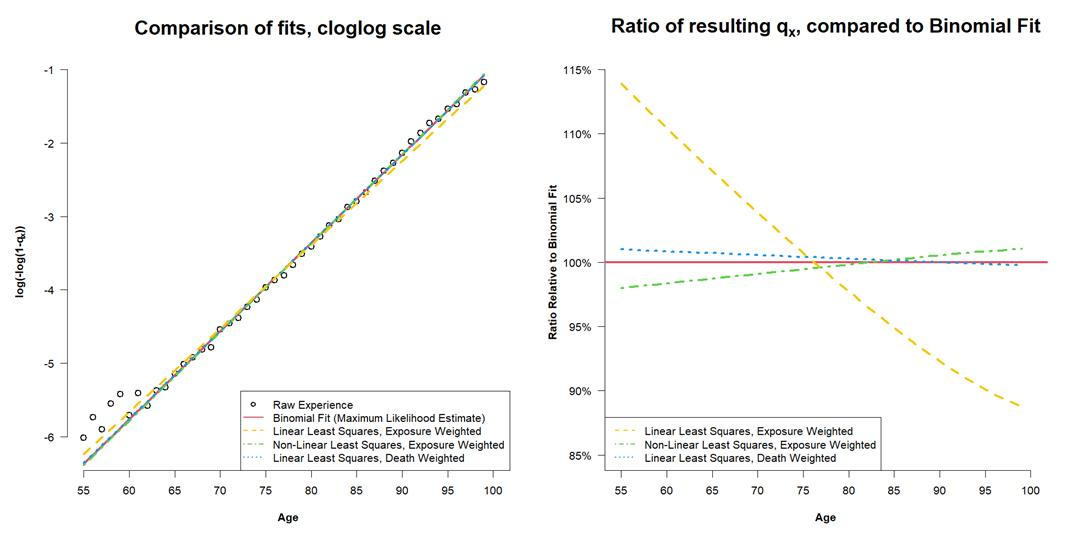 Comparison of fits, cloglog scale
-1
-2
-3
-4
-5
-6
log(-log(1-qx))
55 60 65 70 75 80 85 90 95 100
Age
Raw Experience
Binomial Fit (Maximum Likelihood Estimate)
Linear Least Squares, Exposure Weighted
Non-Linear Least Squares, Exposure Weighted
Linear Least Squares, Death Weighted
Ratio of resulting qx, compared to Binomial Fit
115%
110%
105%
100%
95%
90%
85%
Ratio Relative to Binomial Fit
55 60 65 70 75 80 85 90 95 100
Age
Linear Least Squares, Exposure Weighted
Non-Linear Least Squares, Exposure Weighted
Linear Least Squares, Death Weighted